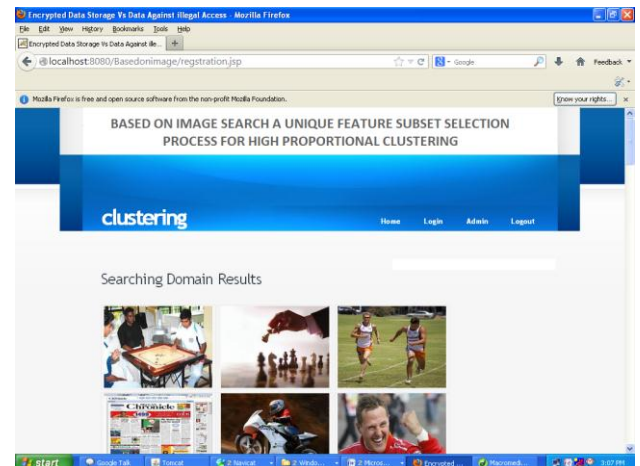 Encrypted Data Storage Vs Data Against illegal Access - Mozilla Firefox
File Edit View History Bookmarks Tools Help
Encrypted Data Storage Vs Data Against ille... +
localhost:8080/Basedonimage/regstration.jsp Google Feedback
Mozilla Firefox is free and open source software from the non-profit Mozilla Foundation. Know your rights... ×
BASED ON IMAGE SEARCH A UNIQUE FEATURE SUBSET SELECTION
PROCESS FOR HIGH PROPORTIONAL CLUSTERING
clustering Home Login Admin Logout
Searching Domain Results
Chronicle
start Google Talk Tomcat 2 Navicat 2 Windo... 2 Micros... Encrypted ... Macromedi... 3:07 PM